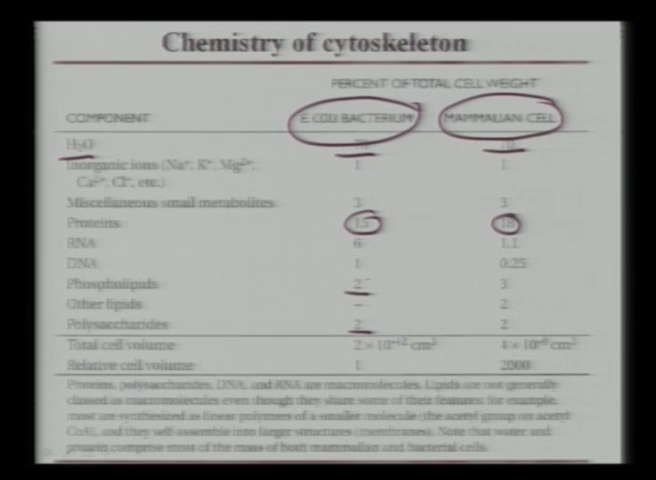 Chemistry of cytoskeleton
PERCENT OF TOTAL CELL WEIGHT
COMPONENT E. COLI BACTERIUM MAMMALIAN CELL
H₂O 70 70
Inorganic ions (Na⁺, K⁺, Mg²⁺, 1 1
Ca²⁺, Cl⁻, etc.)
Miscellaneous small metabolites 3 3
Proteins 15 18
RNA 6 1.1
DNA 1 0.25
Phospholipids 2 3
Other lipids – 2
Polysaccharides 2 2
Total cell volume 2 × 10⁻¹² cm³ 4 × 10⁻⁹ cm³
Relative cell volume 1 2000
Proteins, polysaccharides, DNA, and RNA are macromolecules. Lipids are not generally
classed as macromolecules even though they share some of their features; for example,
most are synthesized as linear polymers of a smaller molecule (the acetyl group on acetyl
CoA), and they self-assemble into larger structures (membranes). Note that water and
protein comprise most of the mass of both mammalian and bacterial cells.